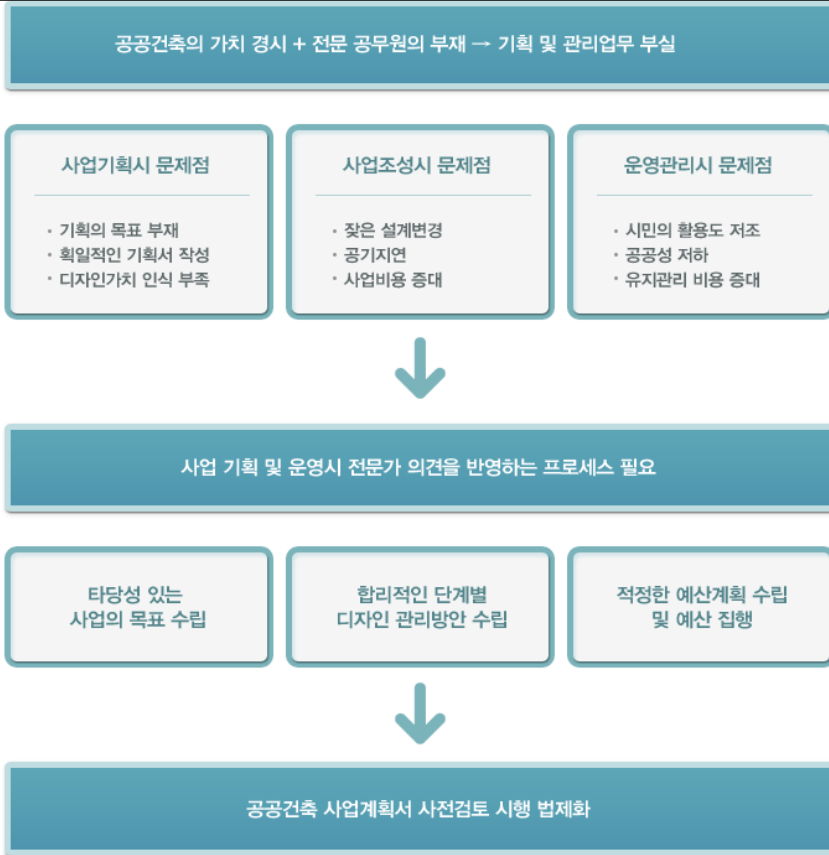 공공건축의 가치 경시 + 전문 공무원의 부재 → 기획 및 관리업무 부실
사업기획시 문제점
· 기획의 목표 부재
· 획일적인 기획서 작성
· 디자인가치 인식 부족
사업조성시 문제점
· 잦은 설계변경
· 공기지연
· 사업비용 증대
운영관리시 문제점
· 시민의 활용도 저조
· 공공성 저하
· 유지관리 비용 증대
사업 기획 및 운영시 전문가 의견을 반영하는 프로세스 필요
타당성 있는
사업의 목표 수립
합리적인 단계별
디자인 관리방안 수립
적정한 예산계획 수립
및 예산 집행
공공건축 사업계획서 사전검토 시행 법제화